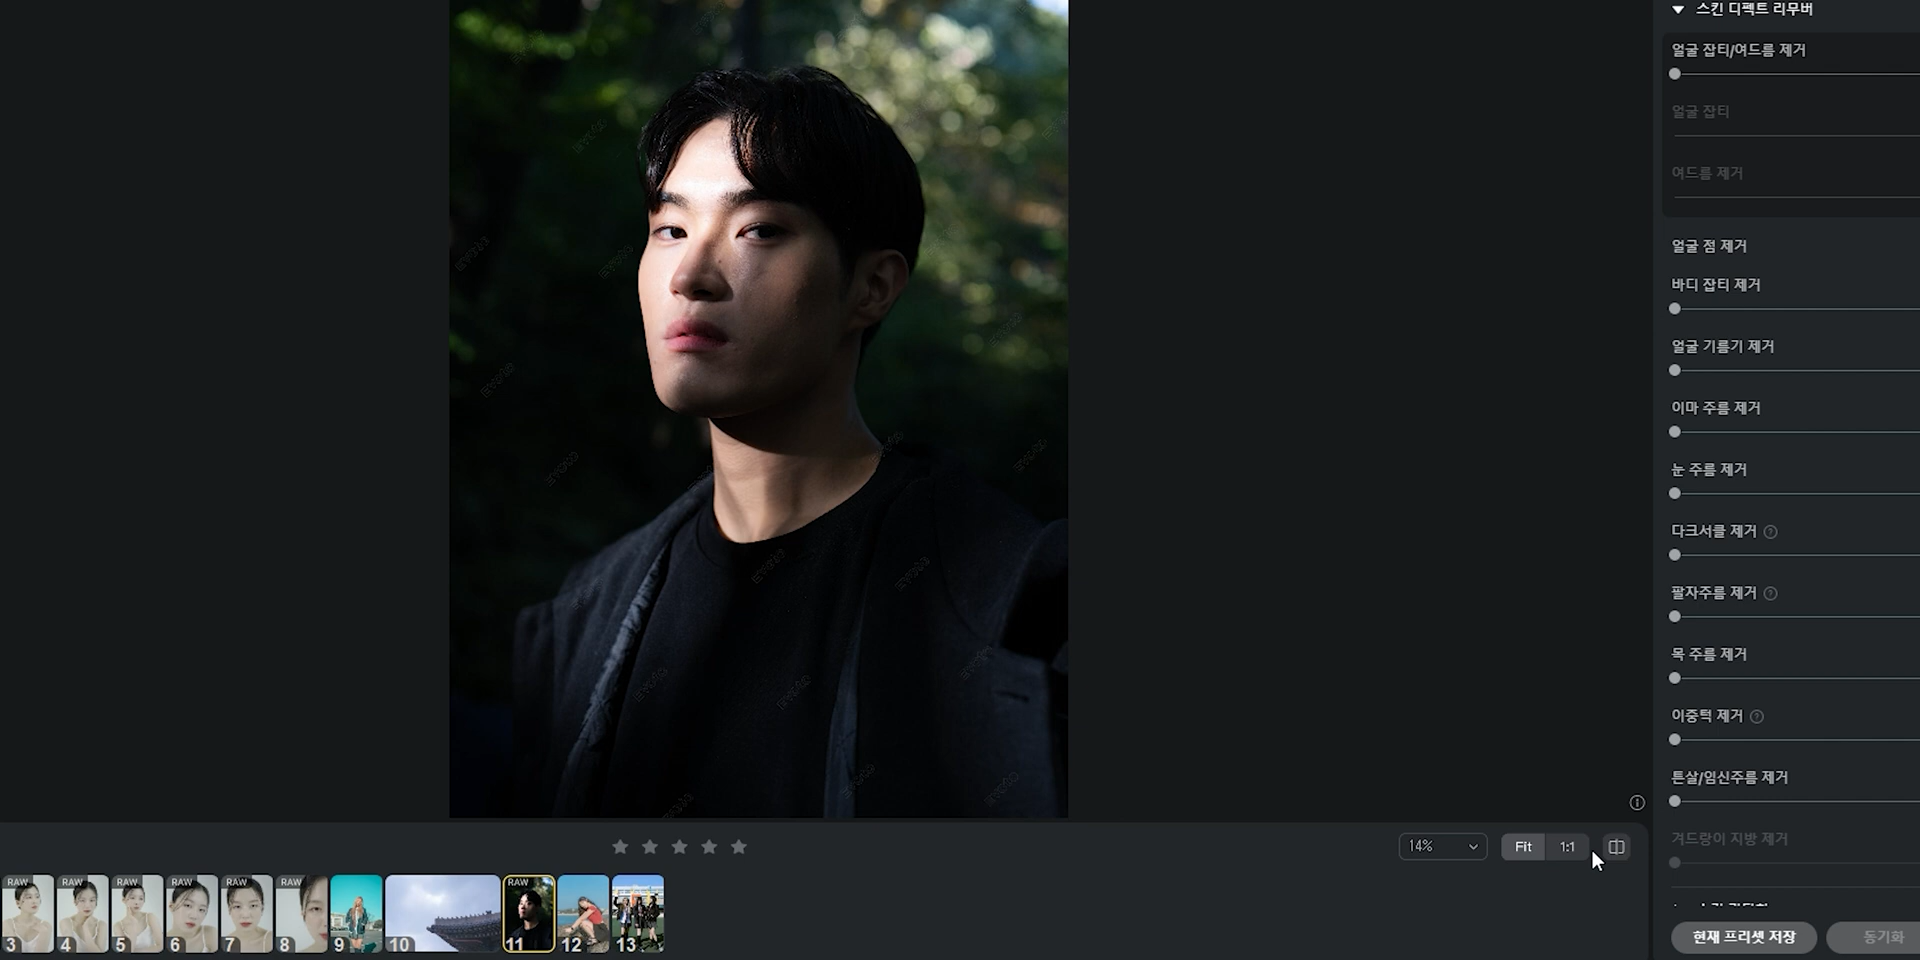 스킨 디펙트 리무버
얼굴 잡티/여드름 제거
얼굴 잡티
여드름 제거
얼굴 점 제거
바디 잡티 제거
얼굴 기름기 제거
이마 주름 제거
눈 주름 제거
다크서클 제거
팔자주름 제거
목 주름 제거
이중턱 제거
튼살/임신주름 제거
겨드랑이 지방 제거
현재 프리셋 저장
동기화
14%
Fit
1:1
RAW
RAW
RAW
RAW
RAW
RAW
RAW
3
4
5
6
7
8
9
10
11
12
13